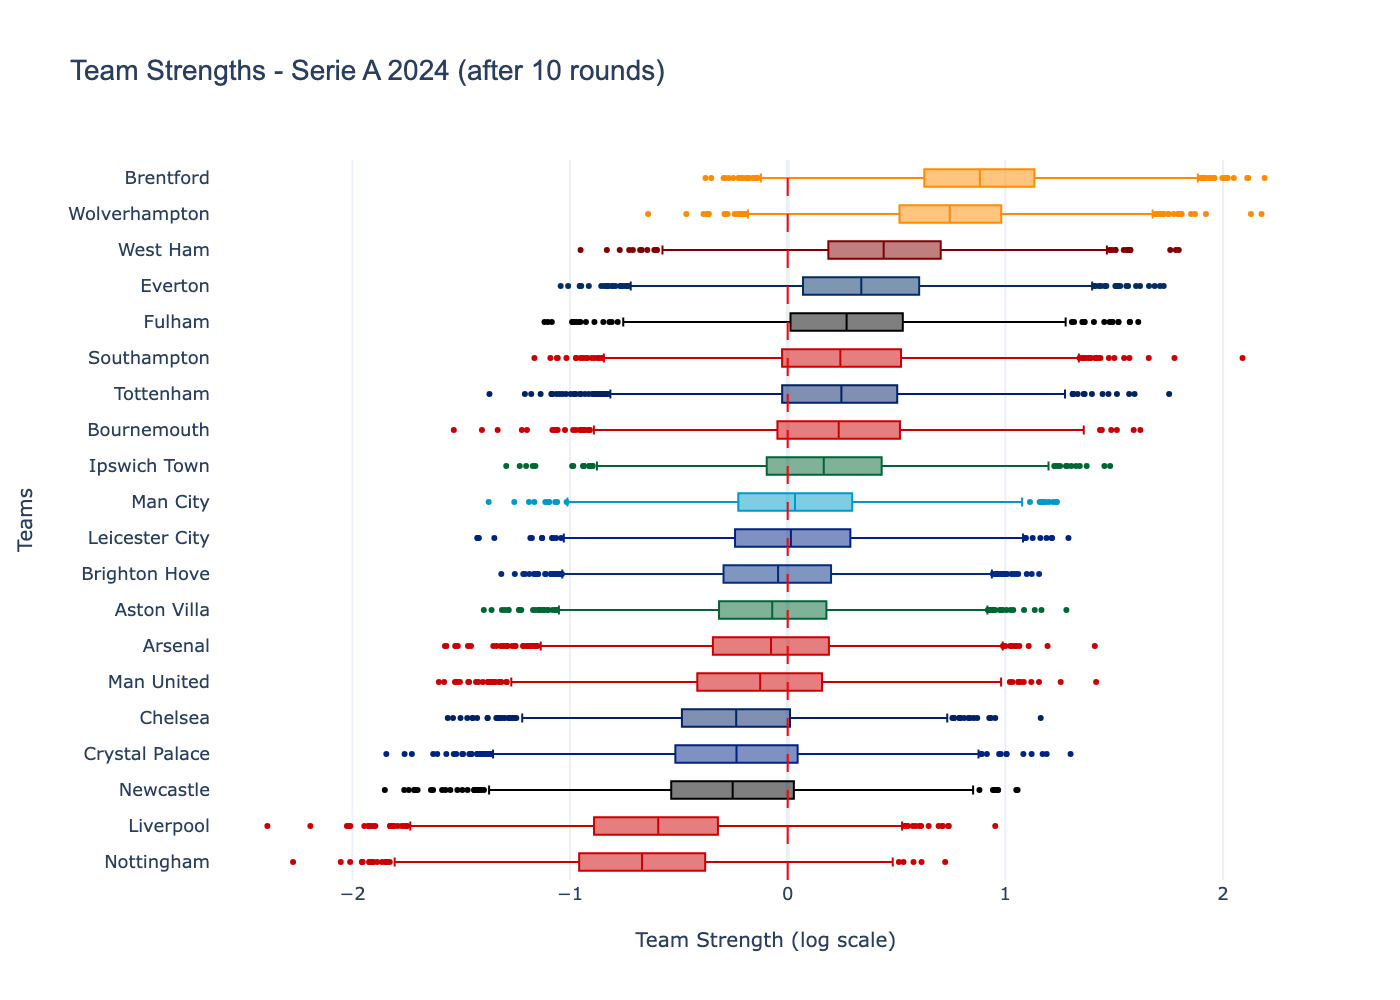 Team Strengths - Serie A 2024 (after 10 rounds)
Brentford
Wolverhampton
West Ham
Everton
Fulham
Southampton
Tottenham
Bournemouth
Ipswich Town
Man City
Leicester City
Brighton Hove
Aston Villa
Arsenal
Man United
Chelsea
Crystal Palace
Newcastle
Liverpool
Nottingham
Teams
−2 −1 0 1 2
Team Strength (log scale)